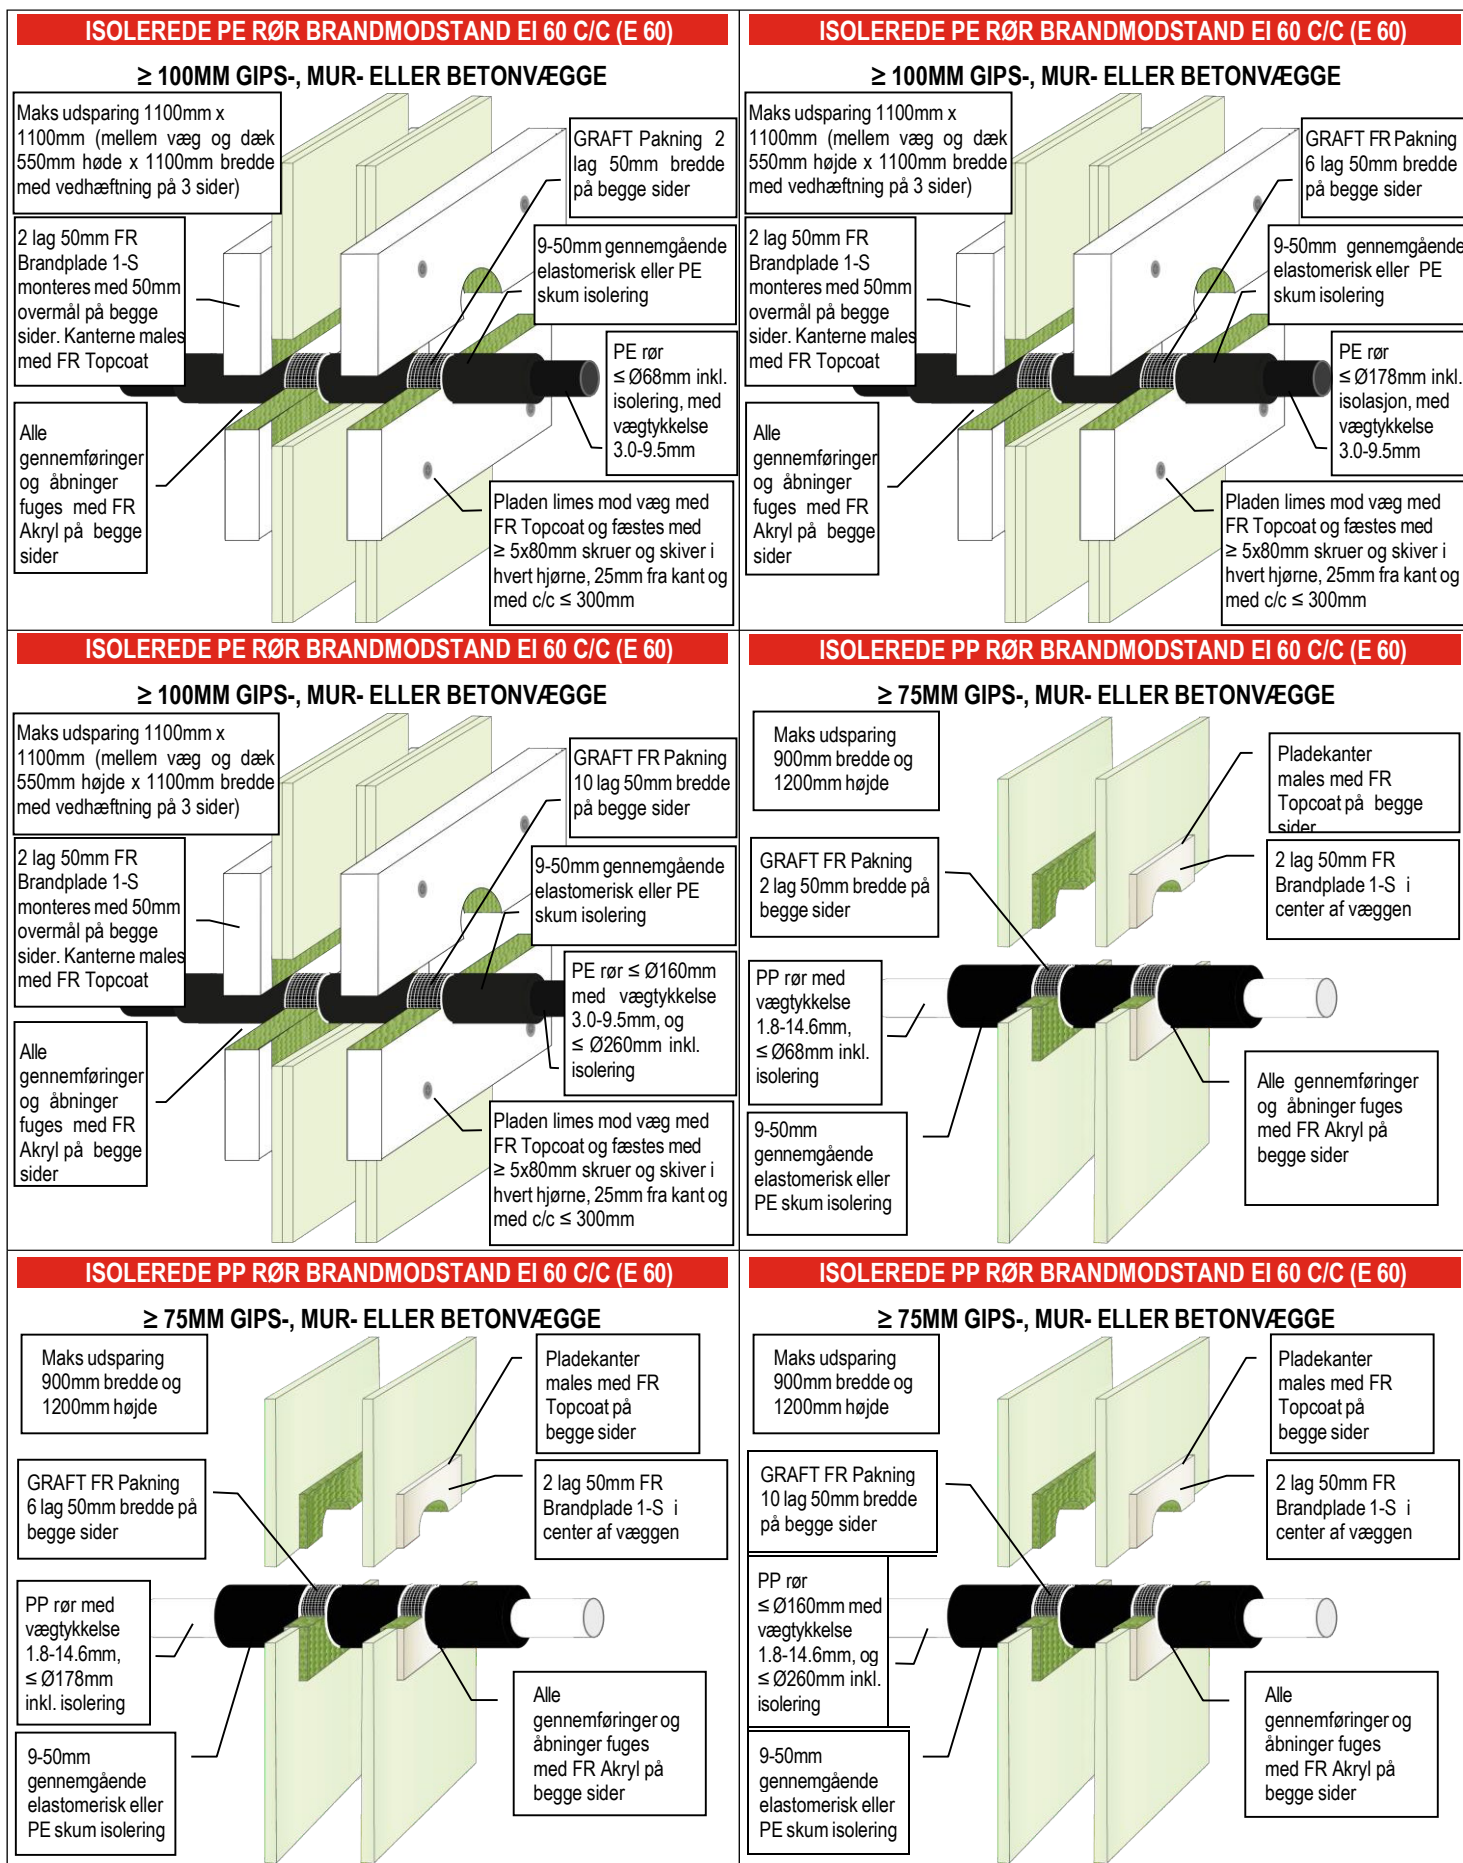 ISOLEREDE PE RØR BRANDMODSTAND EI 60 C/C (E 60)
≥ 100MM GIPS-, MUR- ELLER BETONVÆGGE
Maks udsparing 1100mm x
1100mm (mellem væg og dæk
550mm høde x 1100mm bredde
med vedhæftning på 3 sider)
GRAFT Pakning 2
lag 50mm bredde
på begge sider
2 lag 50mm FR
Brandplade 1-S
monteres med 50mm
overmål på begge
sider. Kanterne males
med FR Topcoat
9-50mm gennemgående
elastomerisk eller PE
skum isolering
PE rør
≤ Ø68mm inkl.
isolering, med
vægtykkelse
3.0-9.5mm
Alle
gennemføringer
og åbninger
fuges med FR
Akryl på begge
sider
Pladen limes mod væg med
FR Topcoat og fæstes med
≥ 5x80mm skruer og skiver i
hvert hjørne, 25mm fra kant og
med c/c ≤ 300mm
ISOLEREDE PE RØR BRANDMODSTAND EI 60 C/C (E 60)
≥ 100MM GIPS-, MUR- ELLER BETONVÆGGE
Maks udsparing 1100mm x
1100mm (mellem væg og dæk
550mm højde x 1100mm bredde
med vedhæftning på 3 sider)
GRAFT FR Pakning
6 lag 50mm bredde
på begge sider
2 lag 50mm FR
Brandplade 1-S
monteres med 50mm
overmål på begge
sider. Kanterne males
med FR Topcoat
9-50mm gennemgående
elastomerisk eller PE
skum isolering
PE rør
≤ Ø178mm inkl.
isolasjon, med
vægtykkelse
3.0-9.5mm
Alle
gennemføringer
og åbninger
fuges med FR
Akryl på begge
sider
Pladen limes mod væg med
FR Topcoat og fæstes med
≥ 5x80mm skruer og skiver i
hvert hjørne, 25mm fra kant og
med c/c ≤ 300mm
ISOLEREDE PE RØR BRANDMODSTAND EI 60 C/C (E 60)
≥ 100MM GIPS-, MUR- ELLER BETONVÆGGE
Maks udsparing 1100mm x
1100mm (mellem væg og dæk
550mm højde x 1100mm bredde
med vedhæftning på 3 sider)
GRAFT FR Pakning
10 lag 50mm bredde
på begge sider
2 lag 50mm FR
Brandplade 1-S
monteres med 50mm
overmål på begge
sider. Kanterne males
med FR Topcoat
9-50mm gennemgående
elastomerisk eller PE
skum isolering
PE rør ≤ Ø160mm
med vægtykkelse
3.0-9.5mm, og
≤ Ø260mm inkl.
isolering
Alle
gennemføringer
og åbninger
fuges med FR
Akryl på begge
sider
Pladen limes mod væg med
FR Topcoat og fæstes med
≥ 5x80mm skruer og skiver i
hvert hjørne, 25mm fra kant og
med c/c ≤ 300mm
ISOLEREDE PP RØR BRANDMODSTAND EI 60 C/C (E 60)
≥ 75MM GIPS-, MUR- ELLER BETONVÆGGE
Maks udsparing
900mm bredde og
1200mm højde
Pladekanter
males med FR
Topcoat på begge
sider
GRAFT FR Pakning
2 lag 50mm bredde på
begge sider
2 lag 50mm FR
Brandplade 1-S i
center af væggen
PP rør med
vægtykkelse
1.8-14.6mm,
≤ Ø68mm inkl.
isolering
Alle gennemføringer
og åbninger fuges
med FR Akryl på
begge sider
9-50mm
gennemgående
elastomerisk eller
PE skum isolering
ISOLEREDE PP RØR BRANDMODSTAND EI 60 C/C (E 60)
≥ 75MM GIPS-, MUR- ELLER BETONVÆGGE
Maks udsparing
900mm bredde og
1200mm højde
Pladekanter
males med FR
Topcoat på
begge sider
GRAFT FR Pakning
6 lag 50mm bredde på
begge sider
2 lag 50mm FR
Brandplade 1-S i
center af væggen
PP rør med
vægtykkelse
1.8-14.6mm,
≤ Ø178mm
inkl. isolering
Alle
gennemføringer og
åbninger fuges
med FR Akryl på
begge sider
9-50mm
gennemgående
elastomerisk eller
PE skum isolering
ISOLEREDE PP RØR BRANDMODSTAND EI 60 C/C (E 60)
≥ 75MM GIPS-, MUR- ELLER BETONVÆGGE
Maks udsparing
900mm bredde og
1200mm højde
Pladekanter
males med FR
Topcoat på
begge sider
GRAFT FR Pakning
10 lag 50mm bredde
på begge sider
2 lag 50mm FR
Brandplade 1-S i
center af væggen
PP rør
≤ Ø160mm med
vægtykkelse
1.8-14.6mm, og
≤ Ø260mm inkl.
isolering
Alle
gennemføringer og
åbninger fuges
med FR Akryl på
begge sider
9-50mm
gennemgående
elastomerisk eller
PE skum isolering